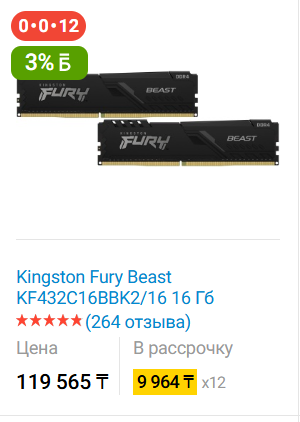 0•0•12
3% Б
KINGSTON
FURY
BEAST
DDR4
KINGSTON
FURY
BEAST
DDR4
Kingston Fury Beast
KF432C16BBK2/16 16 Гб
(264 отзыва)
Цена
В рассрочку
119 565 ₸
9 964 ₸ x12